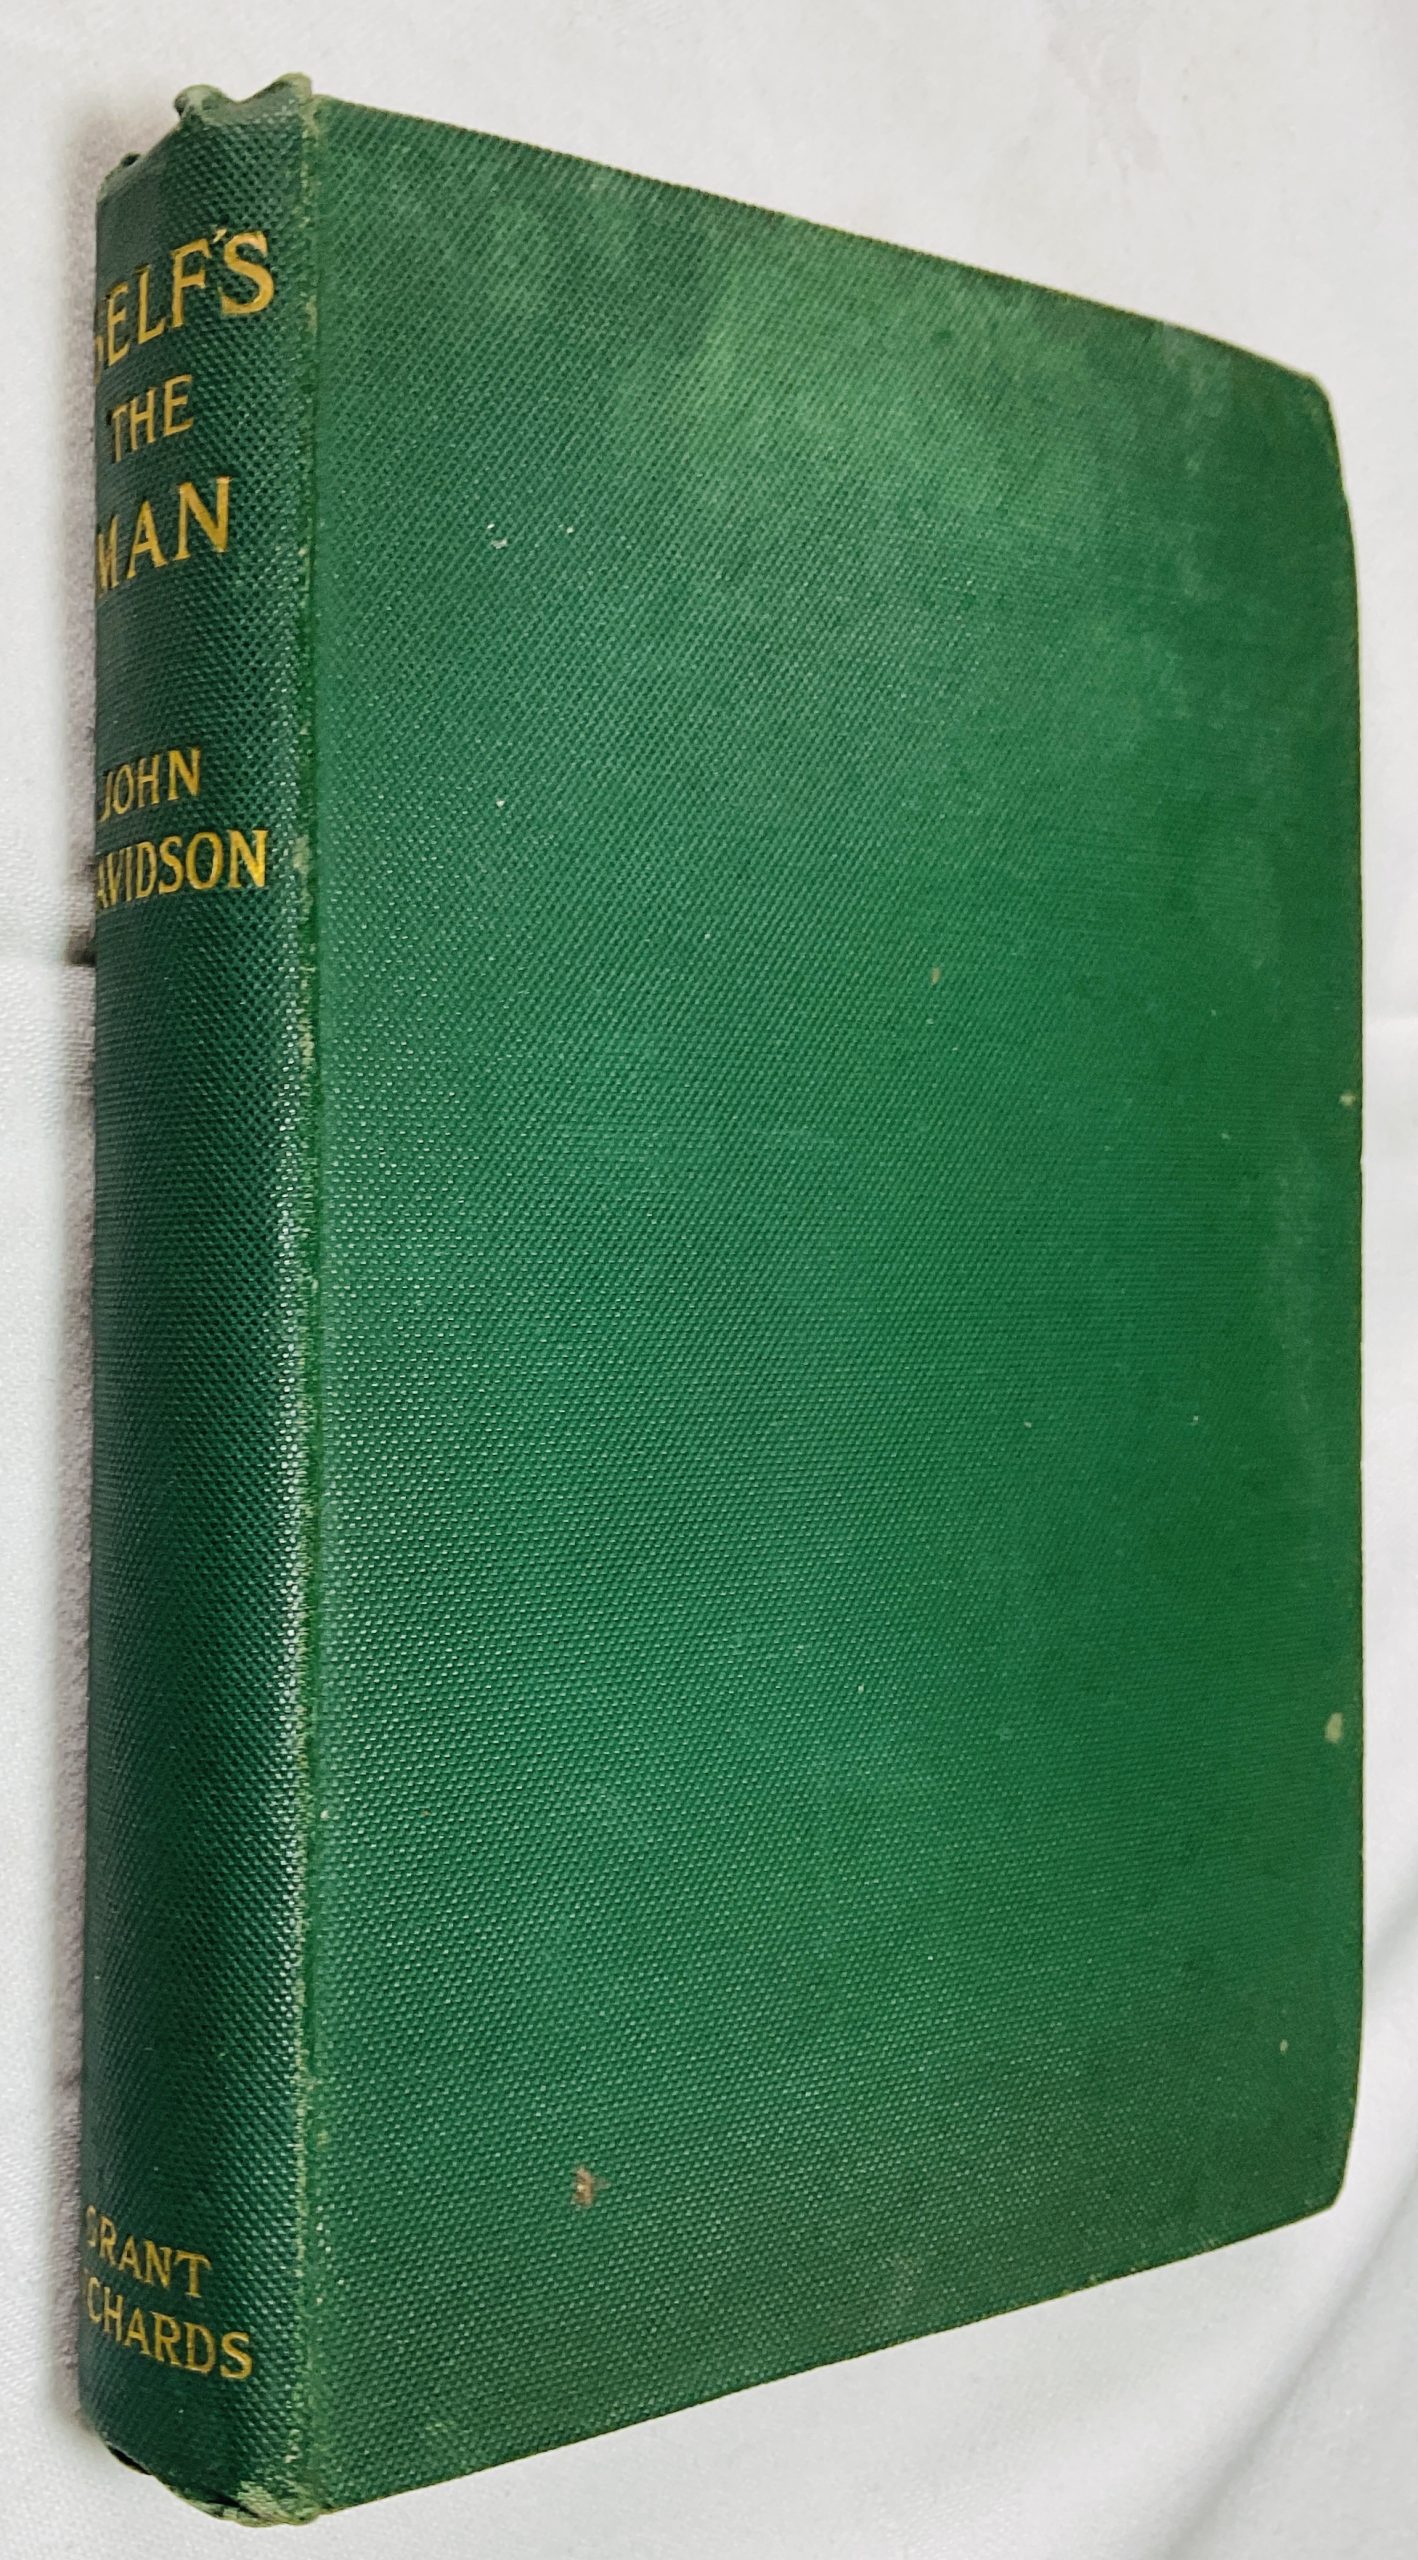 SELF'S
THE
MAN
JOHN
DAVIDSON
GRANT
RICHARDS